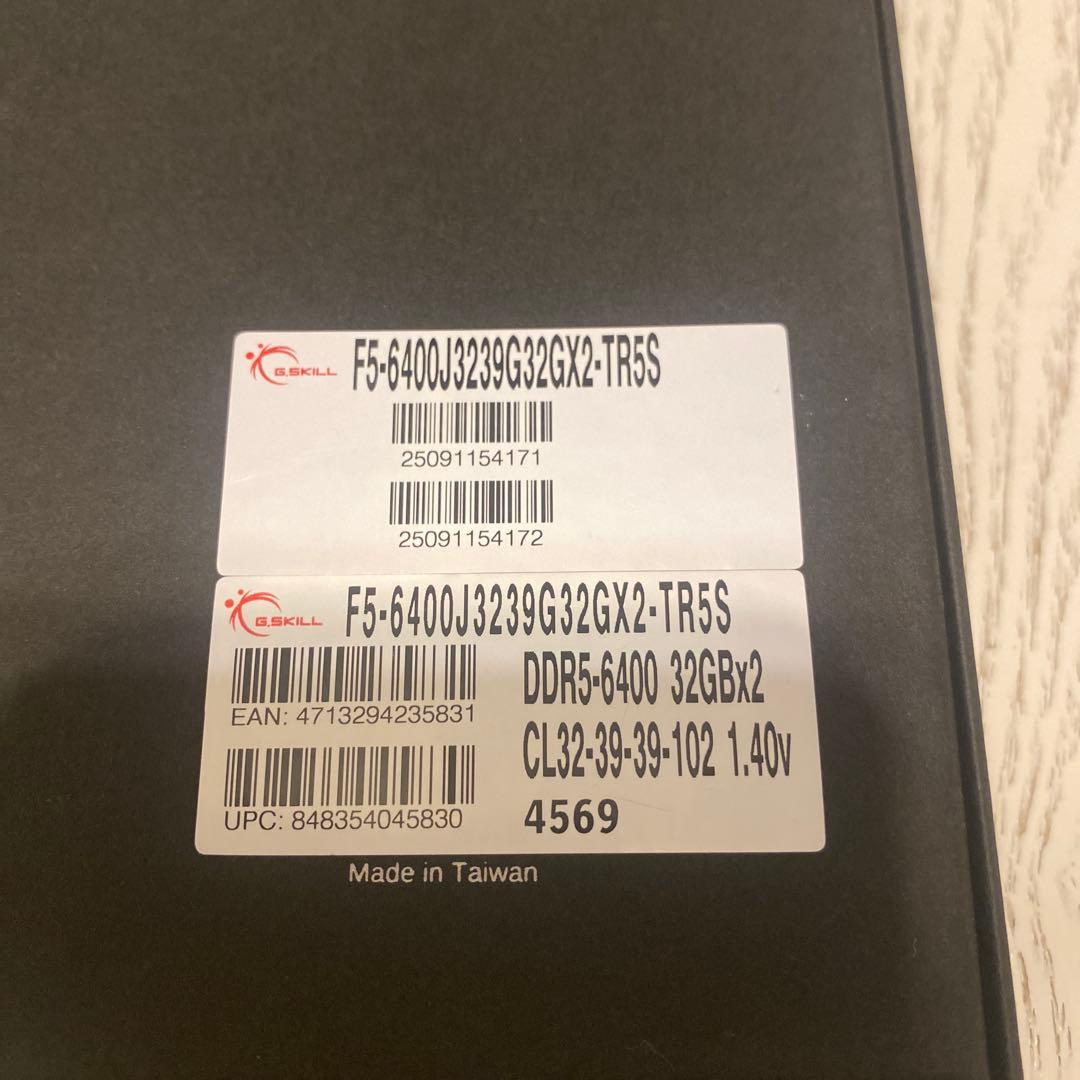 G.SKILL F5-6400J3239G32GX2-TR5S
25091154171
25091154172
G.SKILL F5-6400J3239G32GX2-TR5S
EAN: 4713294235831
UPC: 848354045830
DDR5-6400 32GBx2
CL32-39-39-102 1.40v
4569
Made in Taiwan